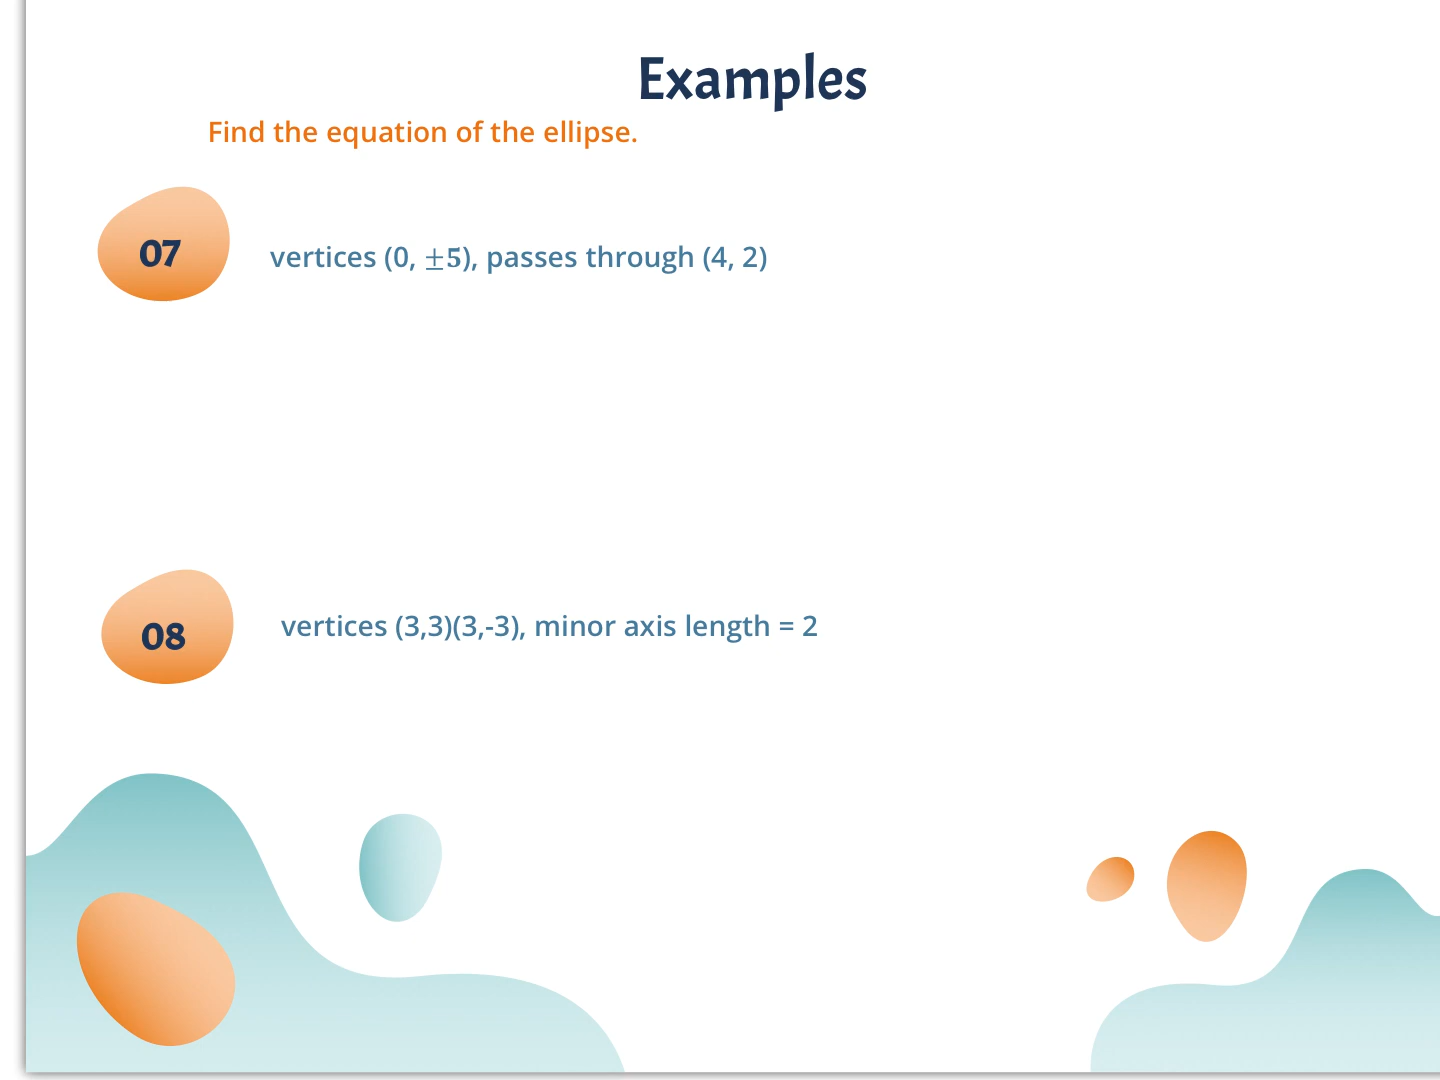 Examples
Find the equation of the ellipse.
07
vertices (0, ±5), passes through (4, 2)
08
vertices (3,3)(3,-3), minor axis length = 2